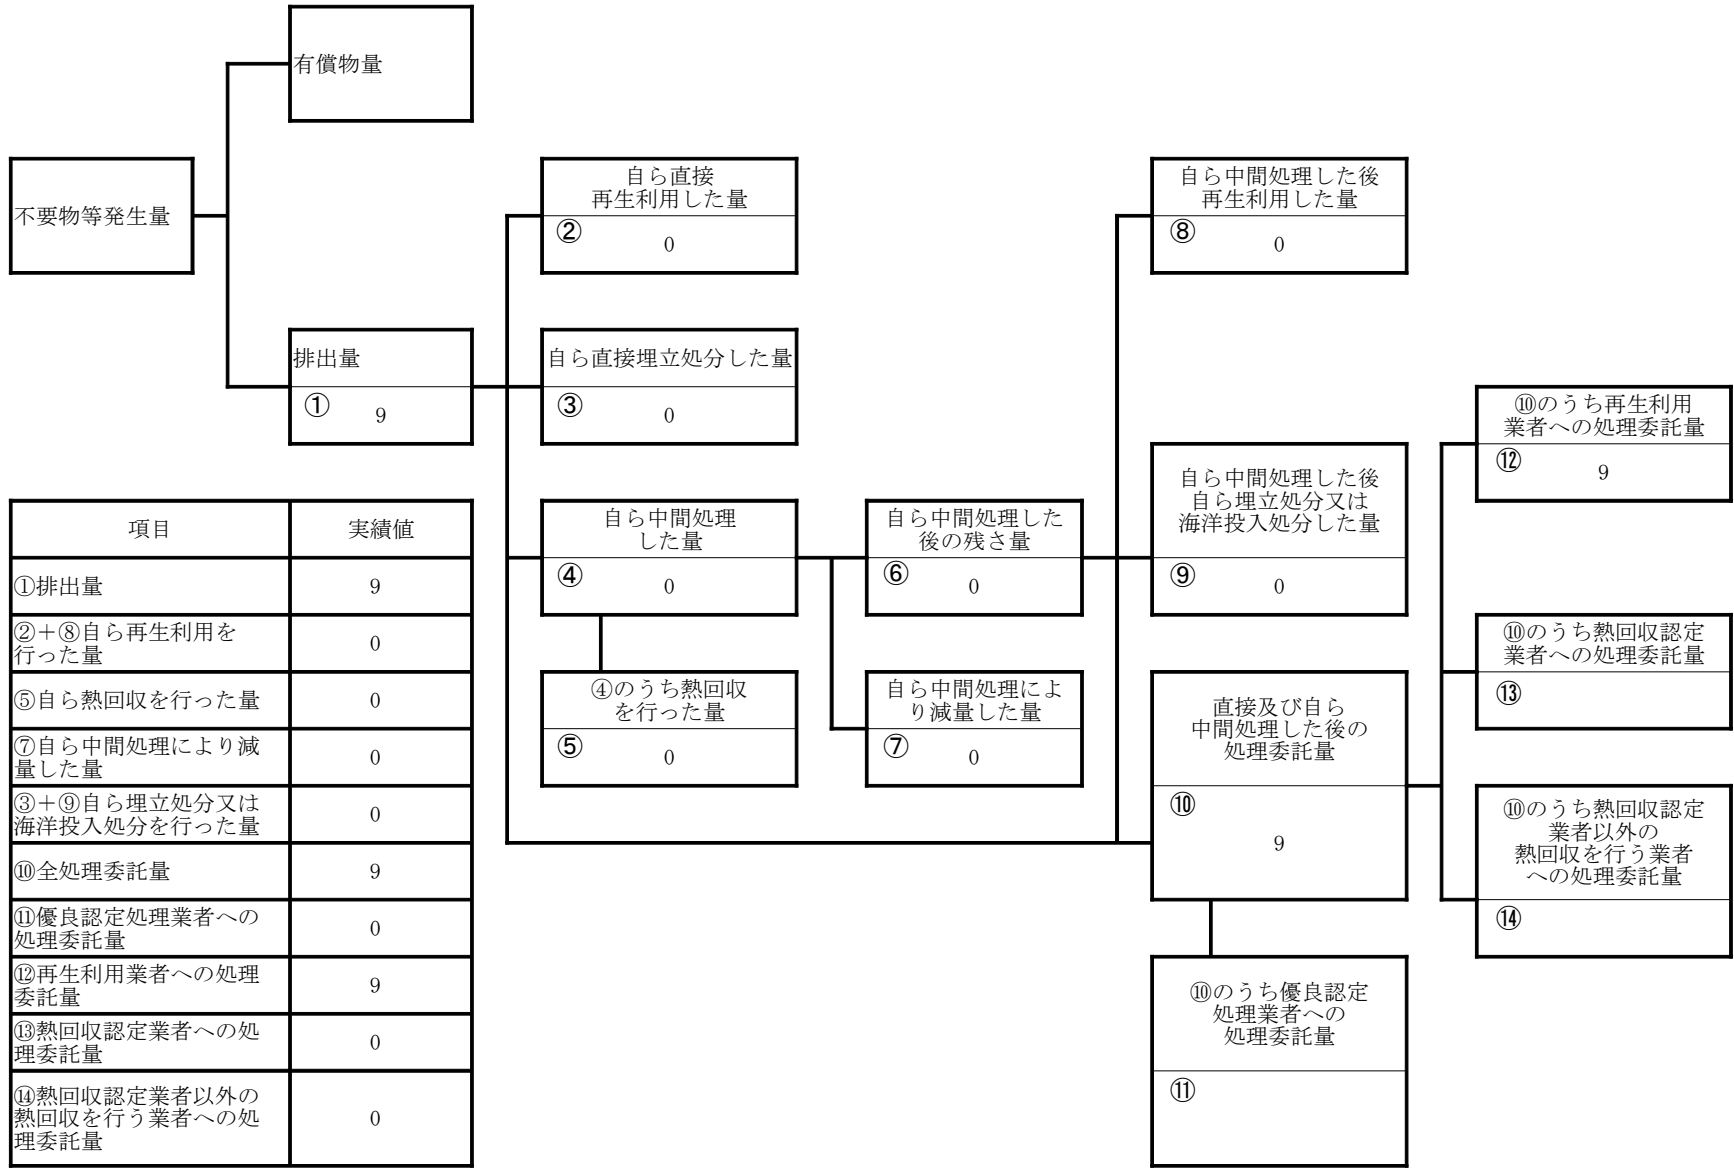 有償物量
不要物等発生量
排出量
①
9
自ら直接
再生利用した量
②
0
自ら直接埋立処分した量
③
0
自ら中間処理
した量
④
0
④のうち熱回収
を行った量
⑤
0
自ら中間処理した
後の残さ量
⑥
0
自ら中間処理によ
り減量した量
⑦
0
自ら中間処理した後
再生利用した量
⑧
0
自ら中間処理した後
自ら埋立処分又は
海洋投入処分した量
⑨
0
直接及び自ら
中間処理した後の
処理委託量
⑩
9
⑩のうち優良認定
処理業者への
処理委託量
⑪
⑩のうち再生利用
業者への処理委託量
⑫
9
⑩のうち熱回収認定
業者への処理委託量
⑬
⑩のうち熱回収認定
業者以外の
熱回収を行う業者
への処理委託量
⑭
項目 実績値
①排出量 9
②+⑧自ら再生利用を
行った量 0
⑤自ら熱回収を行った量 0
⑦自ら中間処理により減
量した量 0
③+⑨自ら埋立処分又は
海洋投入処分を行った量 0
⑩全処理委託量 9
⑪優良認定処理業者への
処理委託量 0
⑫再生利用業者への処理
委託量 9
⑬熱回収認定業者への処
理委託量 0
⑭熱回収認定業者以外の
熱回収を行う業者への処
理委託量 0